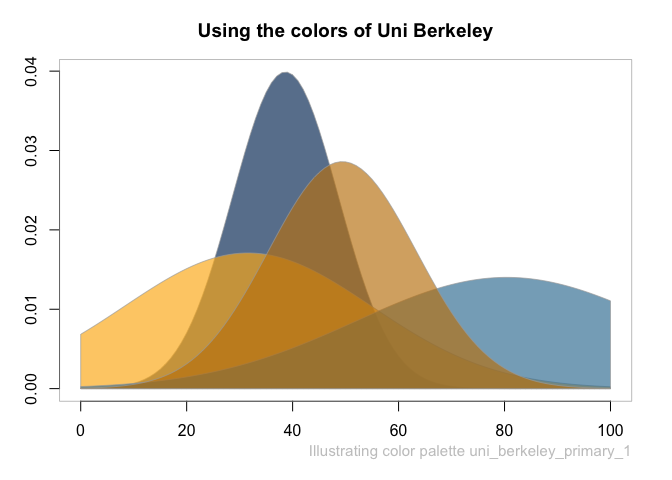 Using the colors of Uni Berkeley
0.04
0.03
0.02
0.01
0.00
0 20 40 60 80 100
Illustrating color palette uni_berkeley_primary_1